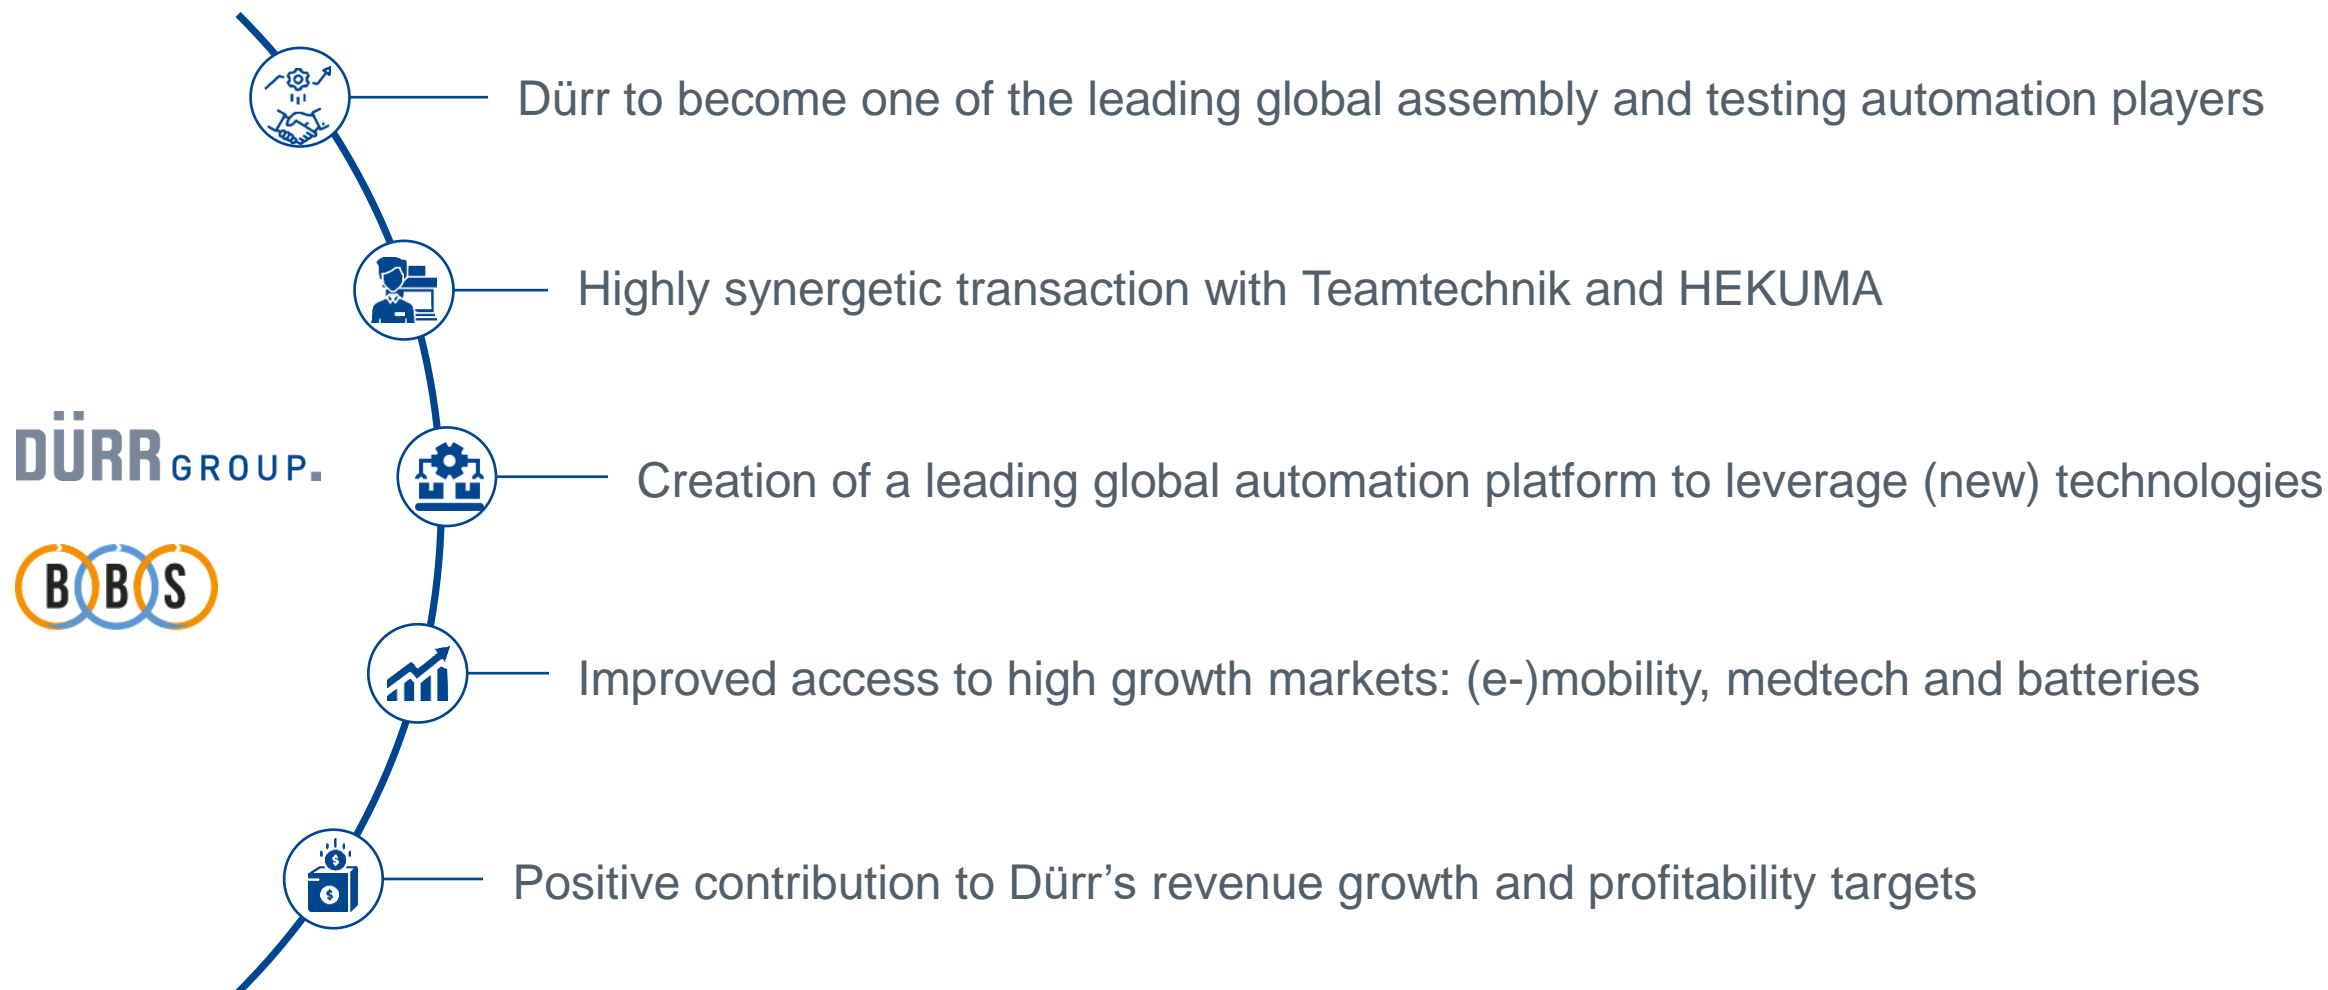 Dürr to become one of the leading global assembly and testing automation players
Highly synergetic transaction with Teamtechnik and HEKUMA
DÜRR GROUP.
Creation of a leading global automation platform to leverage (new) technologies
BBS
Improved access to high growth markets: (e-)mobility, medtech and batteries
$
$
Positive contribution to Dürr’s revenue growth and profitability targets